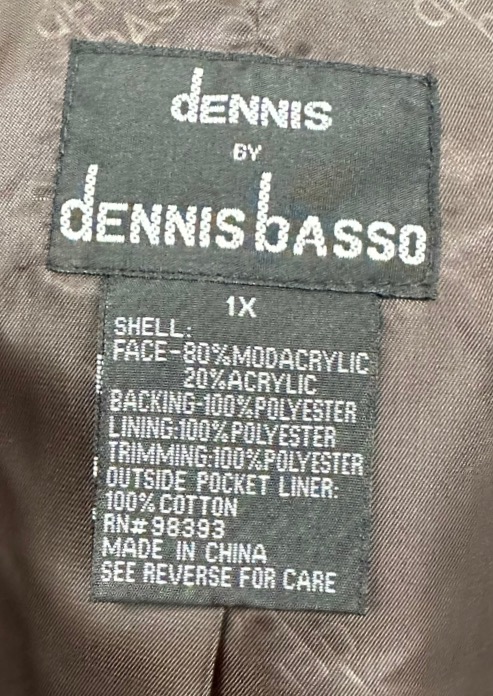 dENNIS
BY
dENNIS bASSO
1X
SHELL:
FACE-80%MODACRYLIC
20%ACRYLIC
BACKING-100%POLYESTER
LINING:100%POLYESTER
TRIMMING:100%POLYESTER
OUTSIDE POCKET LINER:
100%COTTON
RN#98393
MADE IN CHINA
SEE REVERSE FOR CARE